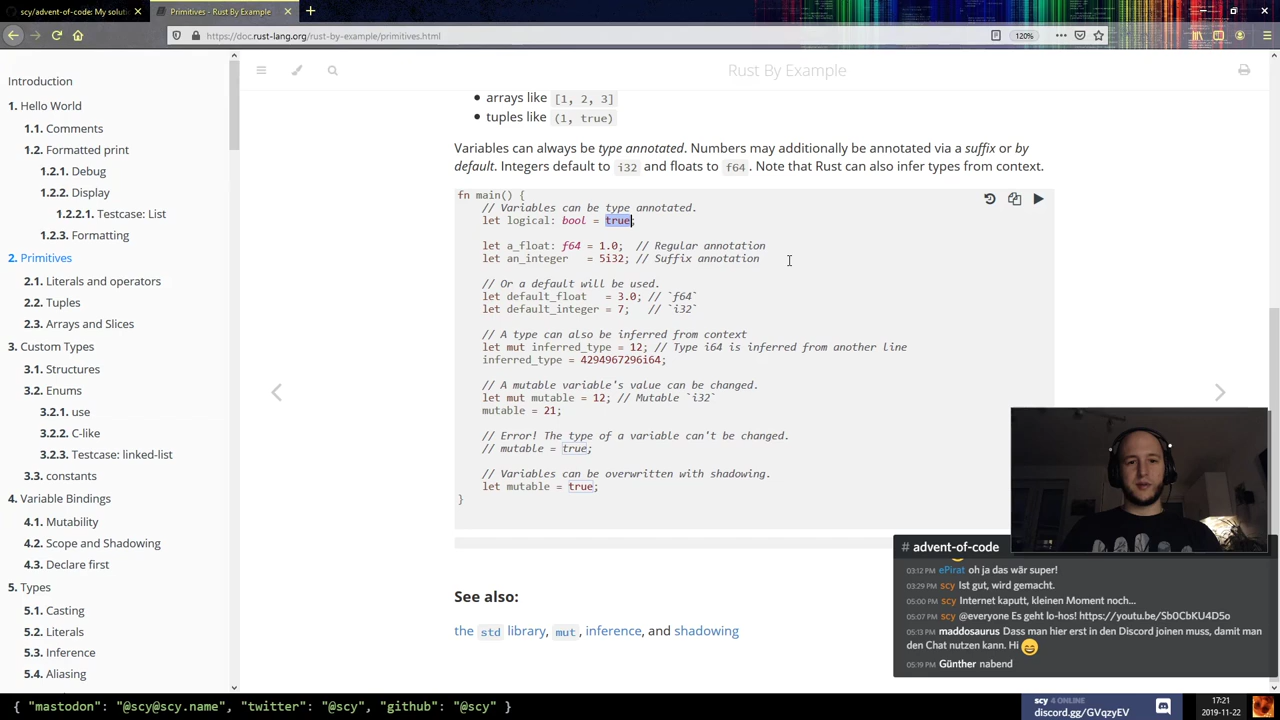 scy/advent-of-code: My soluti
Primitives - Rust By Example
https://doc.rust-lang.org/rust-by-example/primitives.html
120%
Introduction
1. Hello World
1.1. Comments
1.2. Formatted print
1.2.1. Debug
1.2.2. Display
1.2.2.1. Testcase: List
1.2.3. Formatting
2. Primitives
2.1. Literals and operators
2.2. Tuples
2.3. Arrays and Slices
3. Custom Types
3.1. Structures
3.2. Enums
3.2.1. use
3.2.2. C-like
3.2.3. Testcase: linked-list
3.3. constants
4. Variable Bindings
4.1. Mutability
4.2. Scope and Shadowing
4.3. Declare first
5. Types
5.1. Casting
5.2. Literals
5.3. Inference
5.4. Aliasing
Rust By Example
arrays like [1, 2, 3]
tuples like (1, true)
Variables can always be type annotated. Numbers may additionally be annotated via a suffix or by
default. Integers default to i32 and floats to f64. Note that Rust can also infer types from context.
fn main() {
// Variables can be type annotated.
let logical: bool = true;
let a_float: f64 = 1.0; // Regular annotation
let an_integer   = 5i32; // Suffix annotation
// Or a default will be used.
let default_float   = 3.0; // `f64`
let default_integer = 7;   // `i32`
// A type can also be inferred from context
let mut inferred_type = 12; // Type i64 is inferred from another line
inferred_type = 4294967296i64;
// A mutable variable's value can be changed.
let mut mutable = 12; // Mutable `i32`
mutable = 21;
// Error! The type of a variable can't be changed.
// mutable = true;
// Variables can be overwritten with shadowing.
let mutable = true;
}
See also:
the std library, mut, inference, and shadowing
# advent-of-code
03:12 PM ePirat oh ja das wär super!
03:29 PM scy Ist gut, wird gemacht.
05:00 PM scy Internet kaputt, kleinen Moment noch...
05:07 PM scy @everyone Es geht lo-hos! https://youtu.be/Sb0CbKU4D5o
05:13 PM maddosaurus Dass man hier erst in den Discord joinen muss, damit man
den Chat nutzen kann. Hi
05:19 PM Günther nabend
{ "mastodon": "@scy@scy.name", "twitter": "@scy", "github": "@scy" }
scy 4 ONLINE
discord.gg/GVqzyEV
17:21
2019-11-22